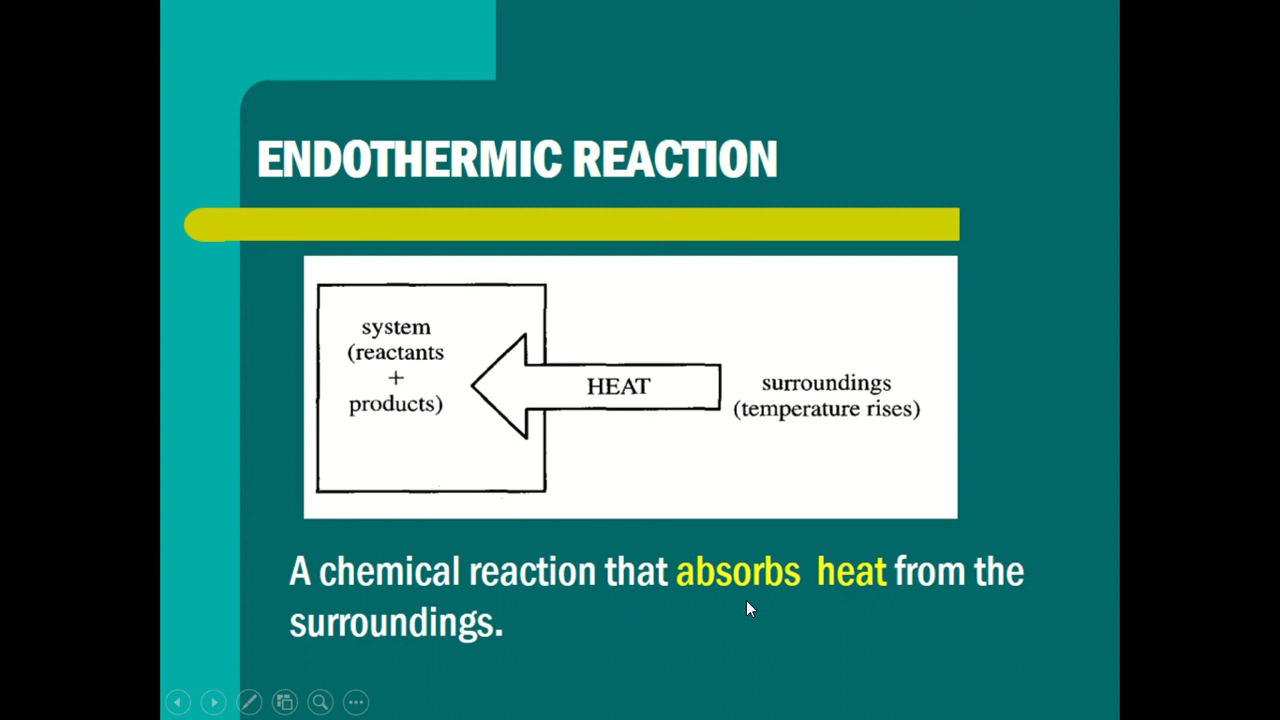 ENDOTHERMIC REACTION
system
(reactants
+
products)
HEAT
surroundings
(temperature rises)
A chemical reaction that absorbs heat from the
surroundings.